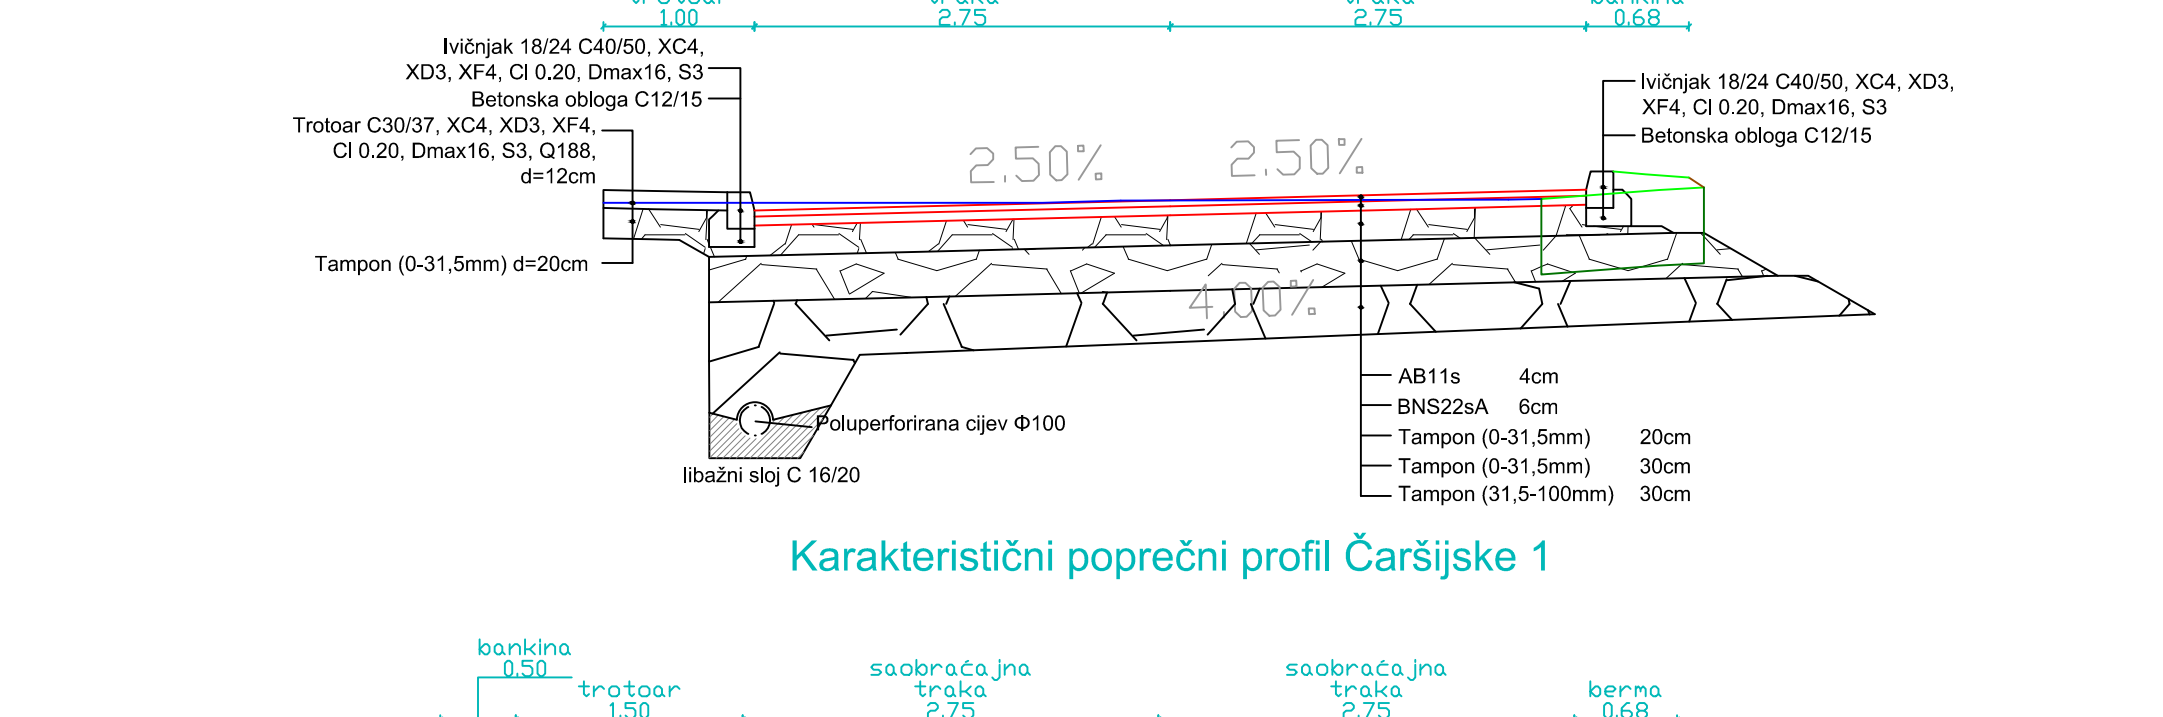 trotoar
1.00
traka
2.75
traka
2.75
bankina
0.68
Ivičnjak 18/24 C40/50, XC4,
XD3, XF4, Cl 0.20, Dmax16, S3
Betonska obloga C12/15
Trotoar C30/37, XC4, XD3, XF4,
Cl 0.20, Dmax16, S3, Q188,
d=12cm
Tampon (0-31,5mm) d=20cm
Ivičnjak 18/24 C40/50, XC4, XD3,
XF4, Cl 0.20, Dmax16, S3
Betonska obloga C12/15
2.50%
2.50%
4.00%
AB11s 4cm
BNS22sA 6cm
Tampon (0-31,5mm) 20cm
Tampon (0-31,5mm) 30cm
Tampon (31,5-100mm) 30cm
Poluperforirana cijev Φ100
libažni sloj C 16/20
Karakteristični poprečni profil Čaršijske 1
bankina
0.50
trotoar
1.50
saobraćajna
traka
2.75
saobraćajna
traka
2.75
berma
0.68